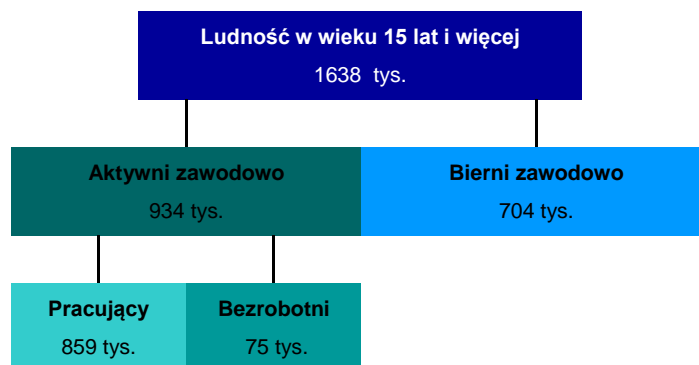 Ludność w wieku 15 lat i więcej
1638 tys.
Aktywni zawodowo
934 tys.
Bierni zawodowo
704 tys.
Pracujący
859 tys.
Bezrobotni
75 tys.